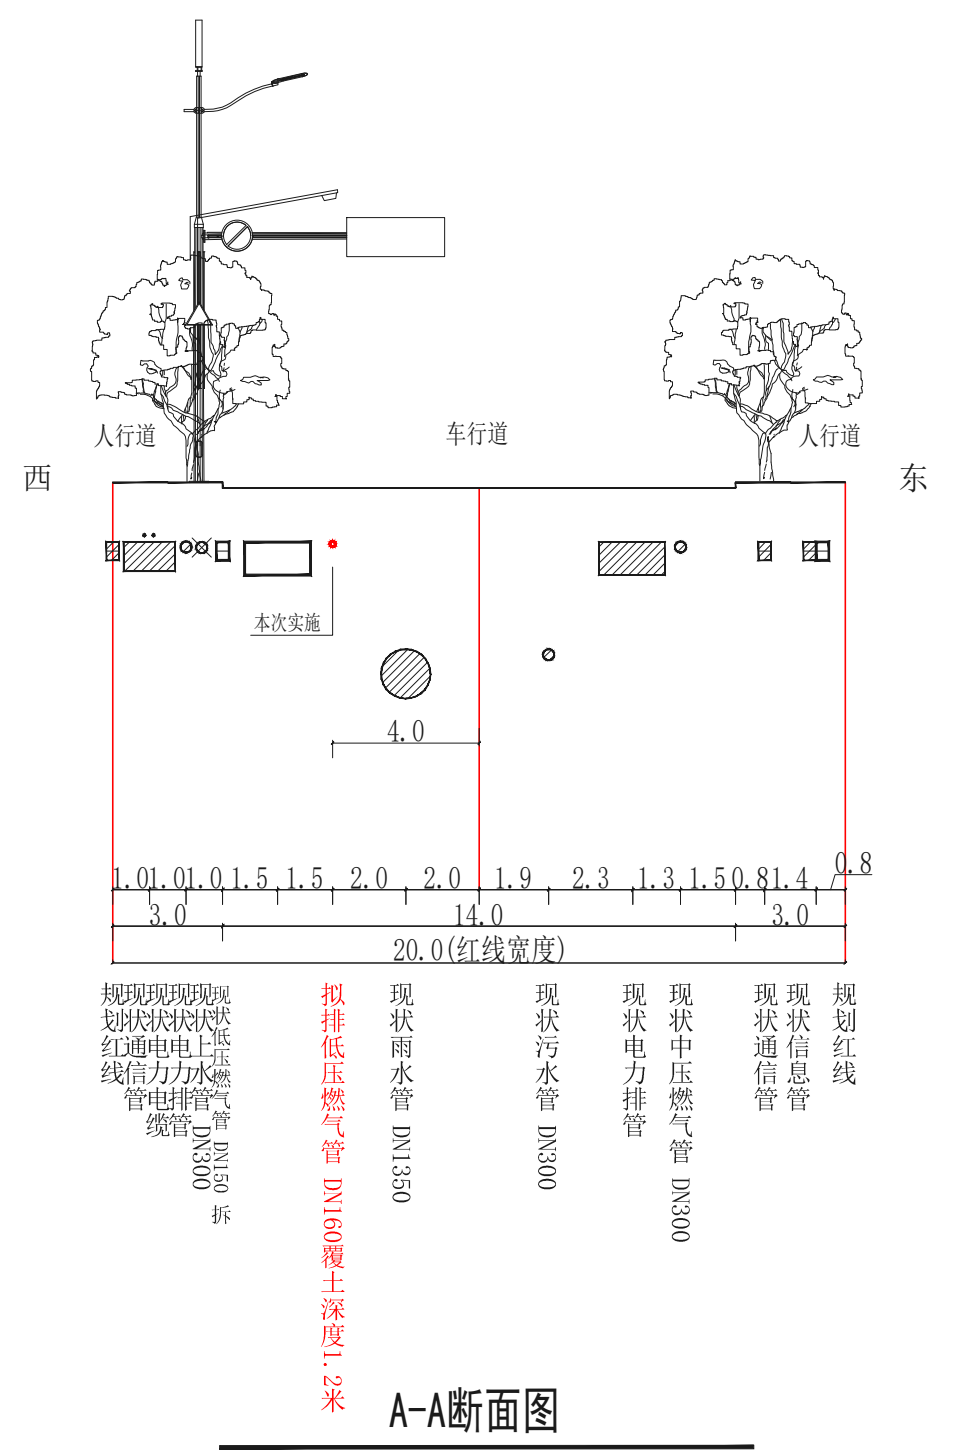 人行道
车行道
人行道
西
东
本次实施
4.0
0.8
1.0
1.0
1.0
1.5
1.5
2.0
2.0
1.9
2.3
1.3
1.5
0.8
1.4
3.0
14.0
3.0
20.0(红线宽度)
规划红线
现状通信管
现状电力电缆
现状电力排管
现状上水管 DN300
现状低压燃气管 DN150 拆
拟排低压燃气管 DN160覆土深度1.2米
现状雨水管 DN1350
现状污水管 DN300
现状电力排管
现状中压燃气管 DN300
现状通信管
现状信息管
规划红线
A-A断面图